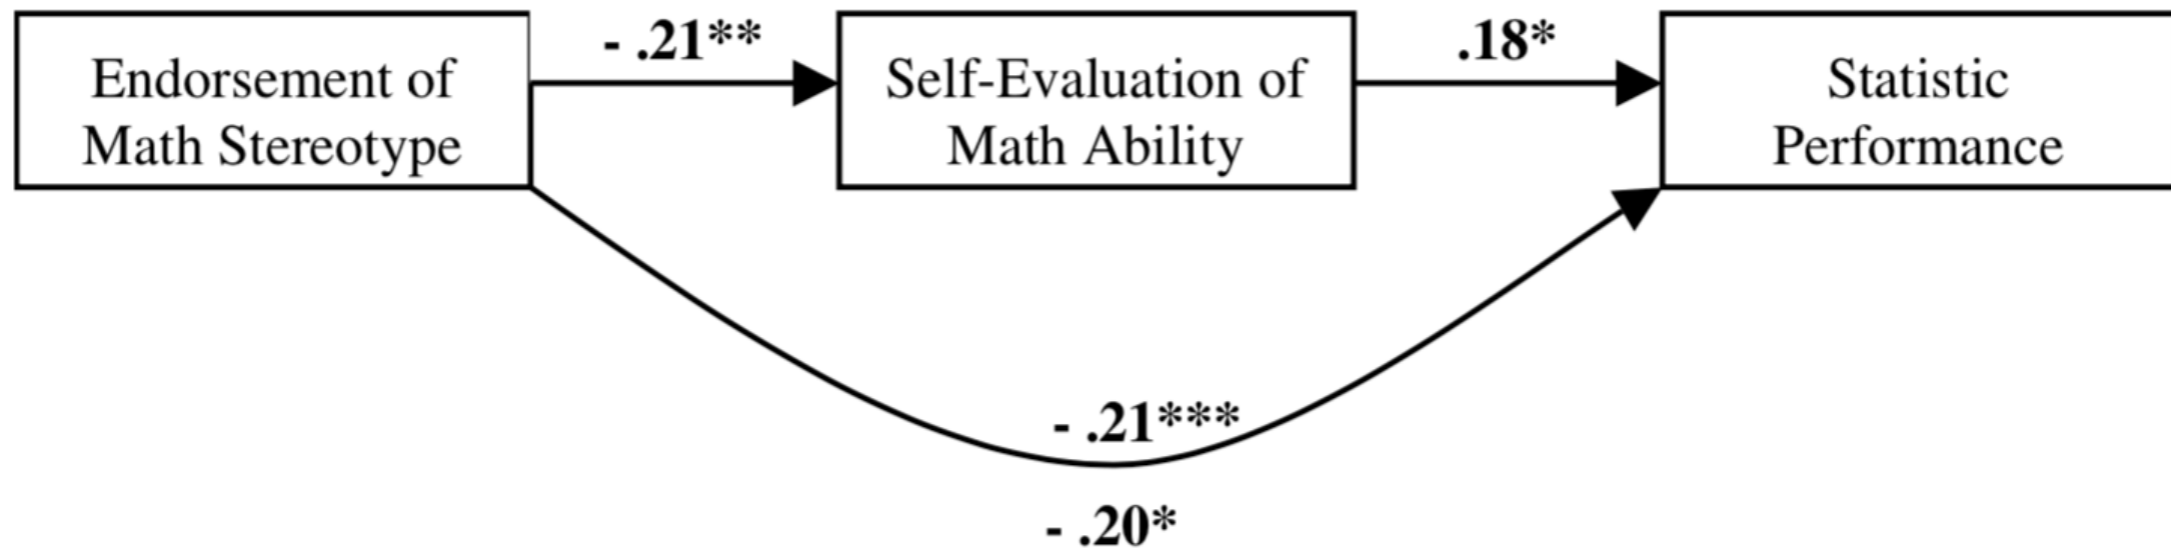 Endorsement of
Math Stereotype
- .21**
Self-Evaluation of
Math Ability
.18*
Statistic
Performance
- .21***
- .20*